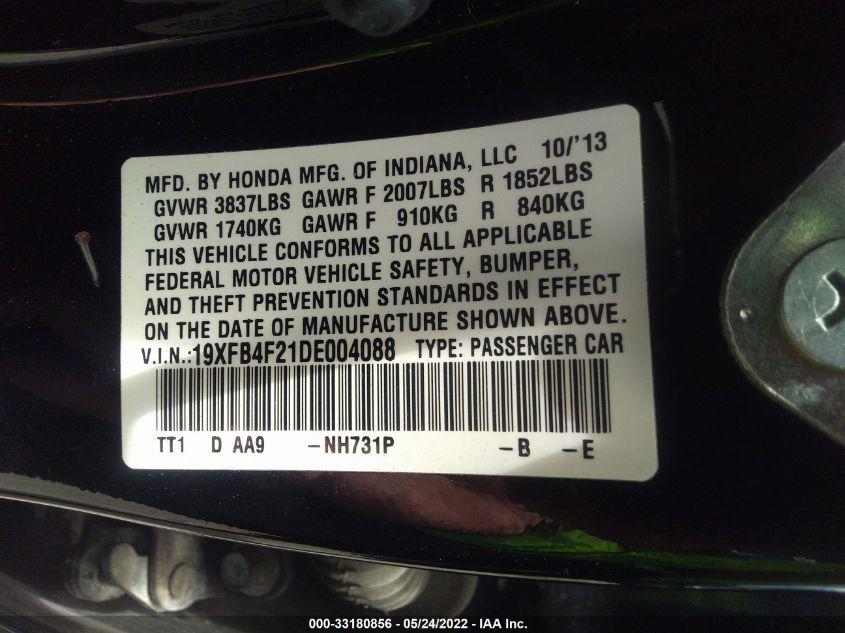 MFD. BY HONDA MFG. OF INDIANA, LLC 10/'13
GVWR 3837LBS GAWR F 2007LBS R 1852LBS
GVWR 1740KG GAWR F 910KG R 840KG
THIS VEHICLE CONFORMS TO ALL APPLICABLE
FEDERAL MOTOR VEHICLE SAFETY, BUMPER,
AND THEFT PREVENTION STANDARDS IN EFFECT
ON THE DATE OF MANUFACTURE SHOWN ABOVE.
V.I.N.:19XFB4F21DE004088 TYPE: PASSENGER CAR
TT1 D AA9 –NH731P –B –E
000-33180856 – 05/24/2022 – IAA Inc.